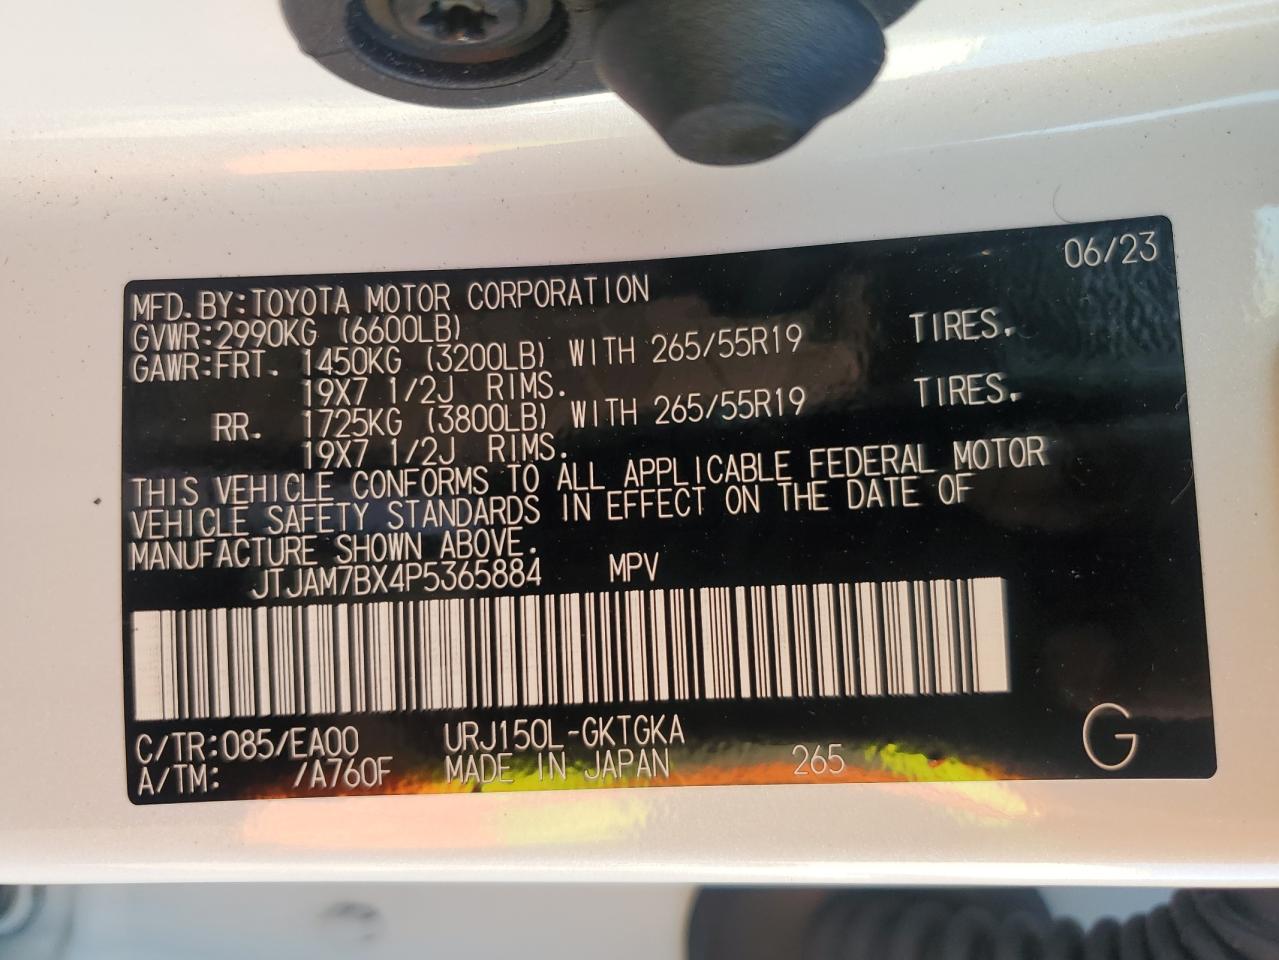 06/23
MFD.BY:TOYOTA MOTOR CORPORATION
GVWR:2990KG (6600LB)
GAWR:FRT. 1450KG (3200LB) WITH 265/55R19 TIRES.
19X7 1/2J RIMS.
RR. 1725KG (3800LB) WITH 265/55R19 TIRES.
19X7 1/2J RIMS.
THIS VEHICLE CONFORMS TO ALL APPLICABLE FEDERAL MOTOR
VEHICLE SAFETY STANDARDS IN EFFECT ON THE DATE OF
MANUFACTURE SHOWN ABOVE.
JTJAM7BX4P5365884 MPV
C/TR:085/EA00 URJ150L-GKTGKA
A/TM: /A760F MADE IN JAPAN 265
G